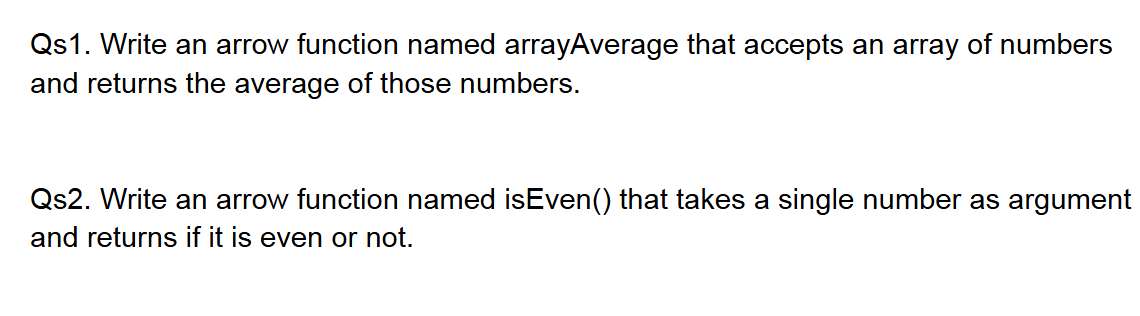 Qs1. Write an arrow function named arrayAverage that accepts an array of numbers
and returns the average of those numbers.
Qs2. Write an arrow function named isEven() that takes a single number as argument
and returns if it is even or not.